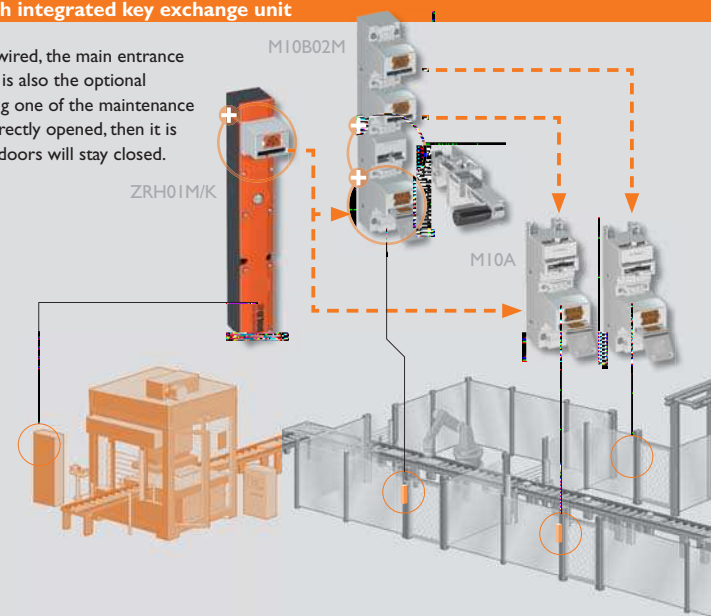 h integrated key exchange unit
wired, the main entrance
is also the optional
g one of the maintenance
rectly opened, then it is
doors will stay closed.
M10B02M
ZRH01M/K
M10A